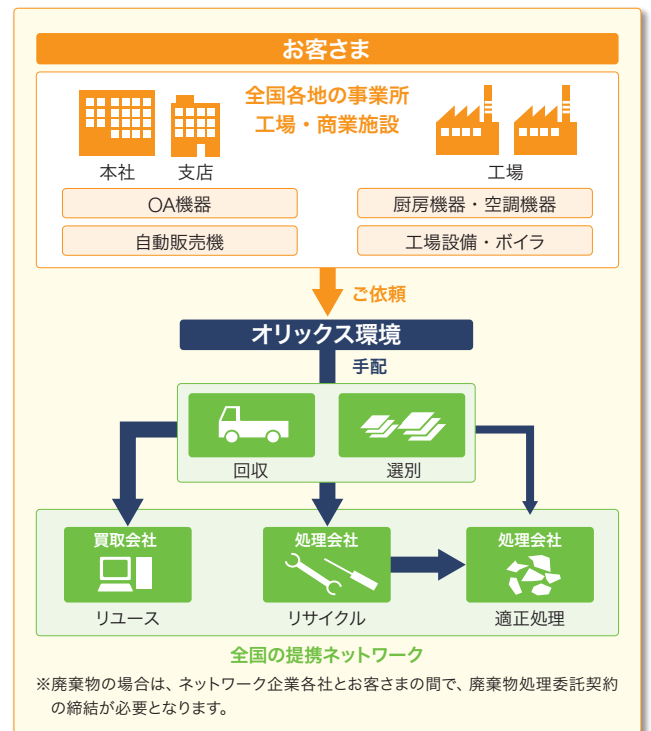 お客さま
全国各地の事業所
工場・商業施設
本社
支店
工場
OA機器
厨房機器・空調機器
自動販売機
工場設備・ボイラ
ご依頼
オリックス環境
手配
回収
選別
買取会社
処理会社
処理会社
リユース
リサイクル
適正処理
全国の提携ネットワーク
※廃棄物の場合は、ネットワーク企業各社とお客さまの間で、廃棄物処理委託契約
の締結が必要となります。